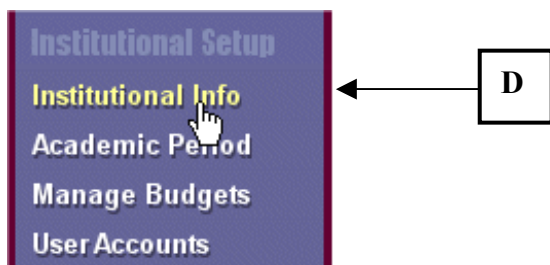 Institutional Setup
Institutional Info
D
Academic Period
Manage Budgets
User Accounts